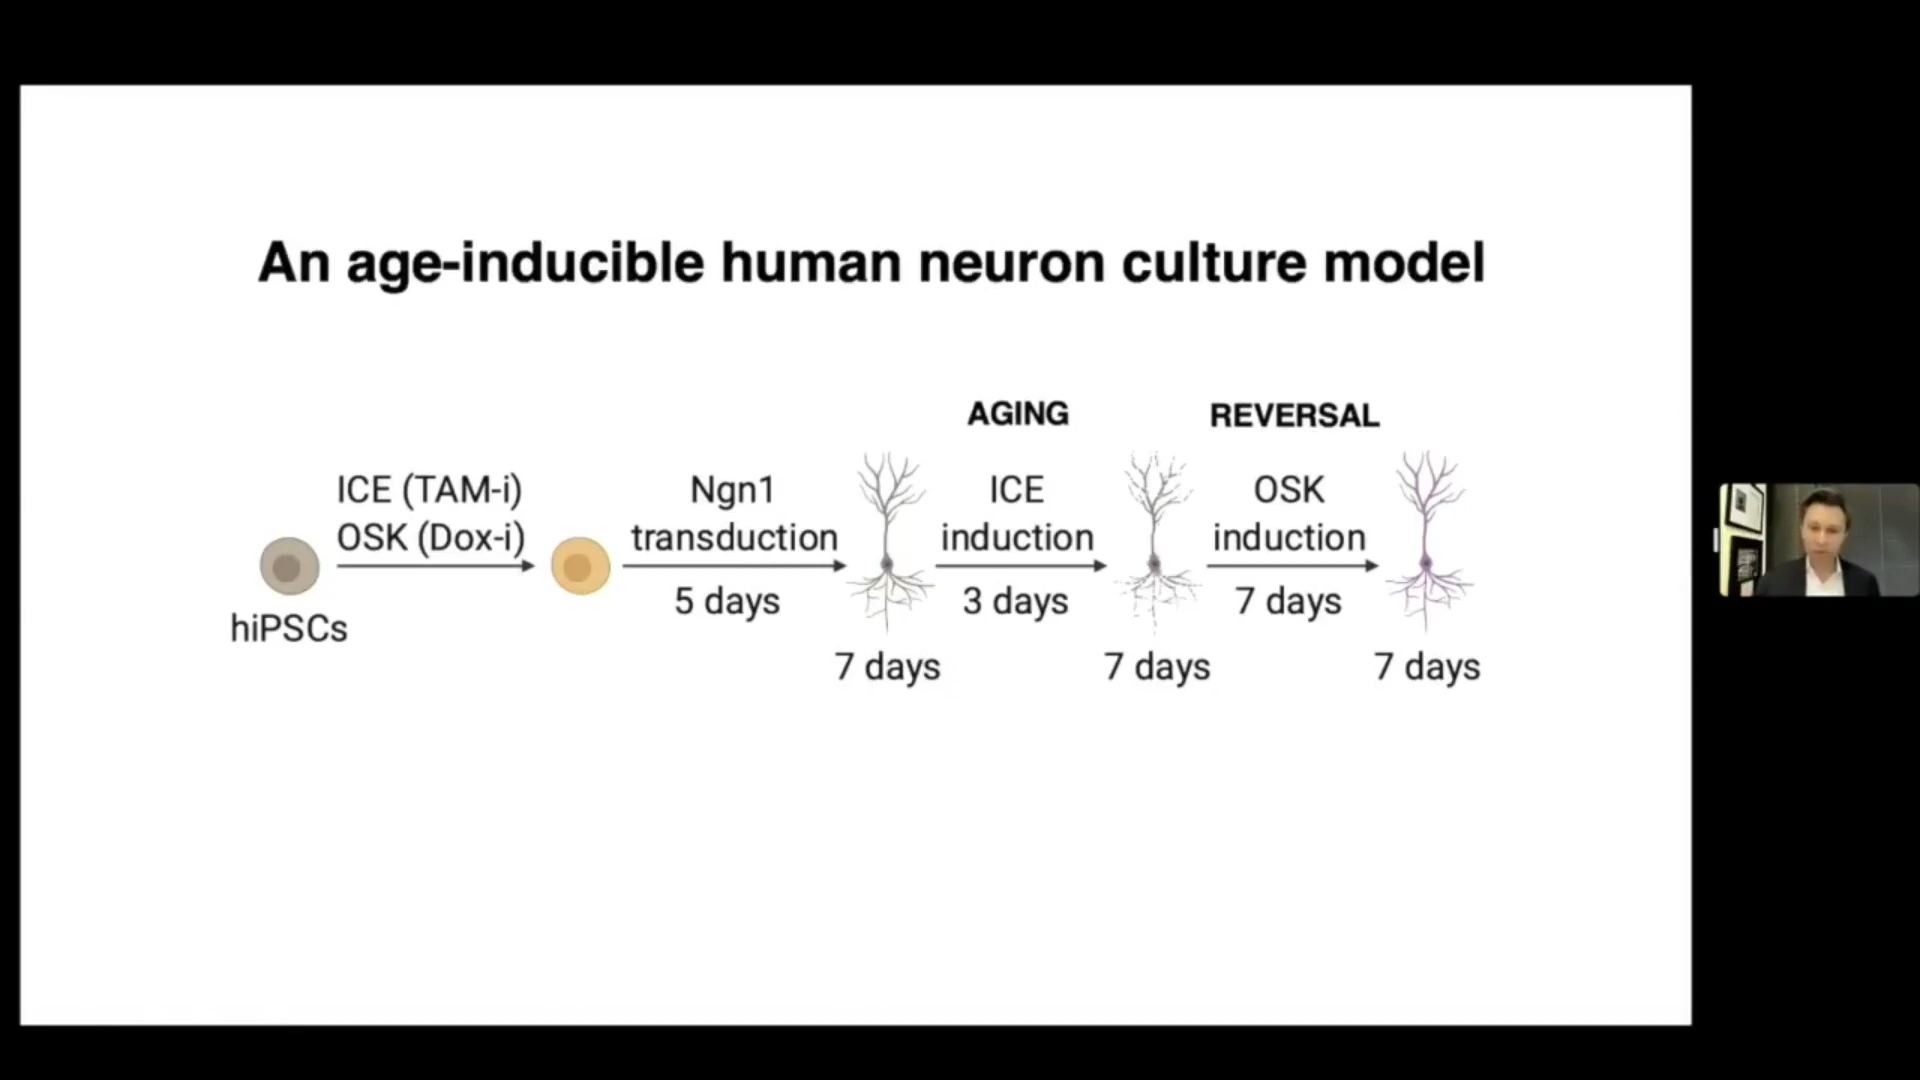 An age-inducible human neuron culture model
AGING
REVERSAL
ICE (TAM-i)
OSK (Dox-i)
Ngn1
transduction
ICE
induction
OSK
induction
hiPSCs
5 days
3 days
7 days
7 days
7 days
7 days